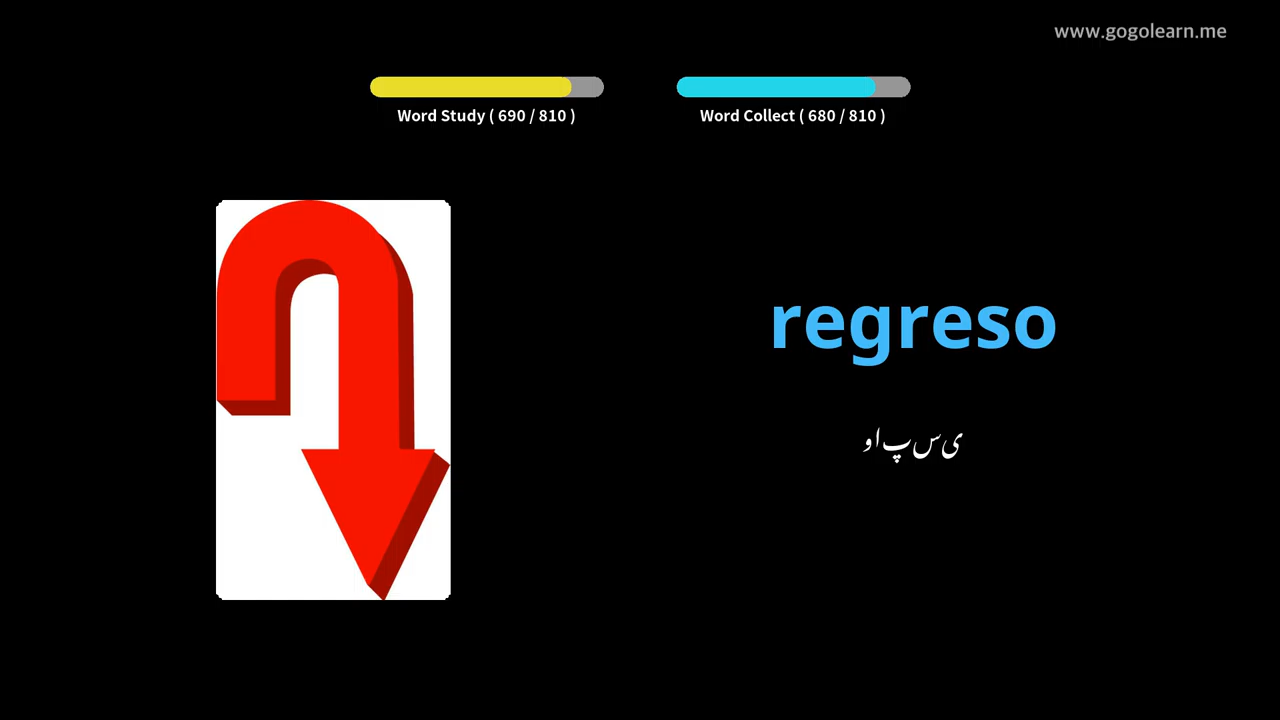 www.gogolearn.me
Word Study ( 690 / 810 )
Word Collect ( 680 / 810 )
regreso
واپسی